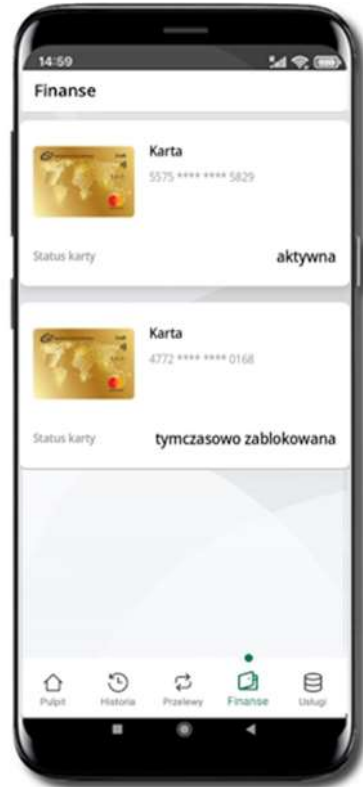 14:59
Finanse
Karta
5575 **** **** 5829
Status karty
aktywna
Karta
4772 **** **** 0168
Status karty
tymczasowo zablokowana
Pulpit
Historia
Przelewy
Finanse
Usługi